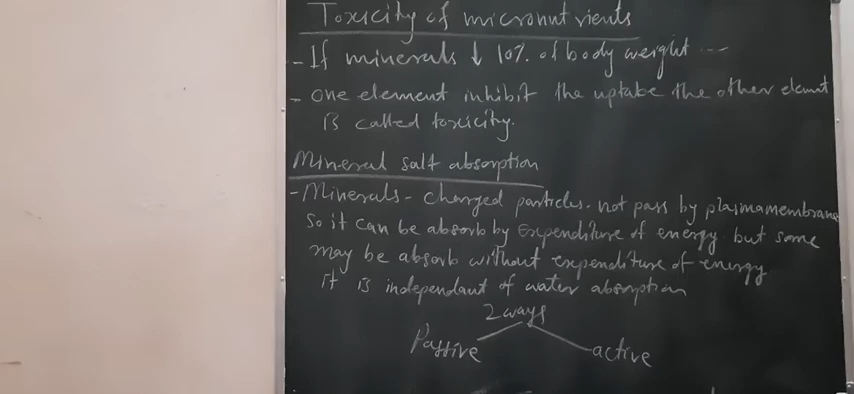 Toxicity of micronutrients
- If minerals ↓ 10% of body weight ---
- one element inhibit the uptake the other elemnt
is called toxicity.
Mineral salt absorption
- Minerals - charged particles. not pass by plasmamembrane
so it can be absorb by expenditure of energy but some
may be absorb without expenditure of energy
it is independant of water absorption
2 ways
Passive active